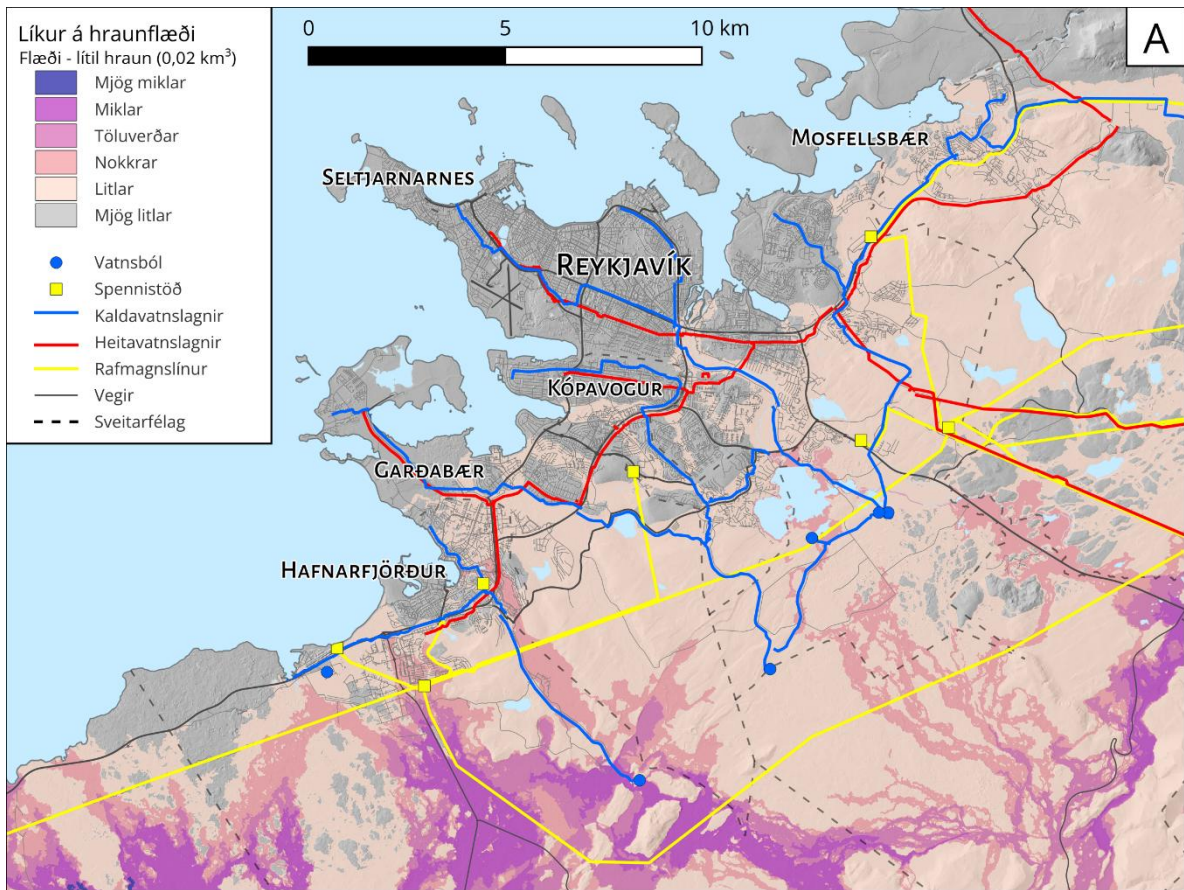 Líkur á hraunflæði
Flæði - lítil hraun (0,02 km³)
Mjög miklar
Miklar
Töluverðar
Nokkrar
Litlar
Mjög litlar
Vatnsból
Spennistöð
Kaldavatnslagnir
Heitavatnslagnir
Rafmagnslínur
Vegir
Sveitarfélag
0 5 10 km
A
MOSFELLSBÆR
SELTJARNARNES
REYKJAVÍK
KÓPAVOGUR
GARÐABÆR
HAFNARFJÖRÐUR